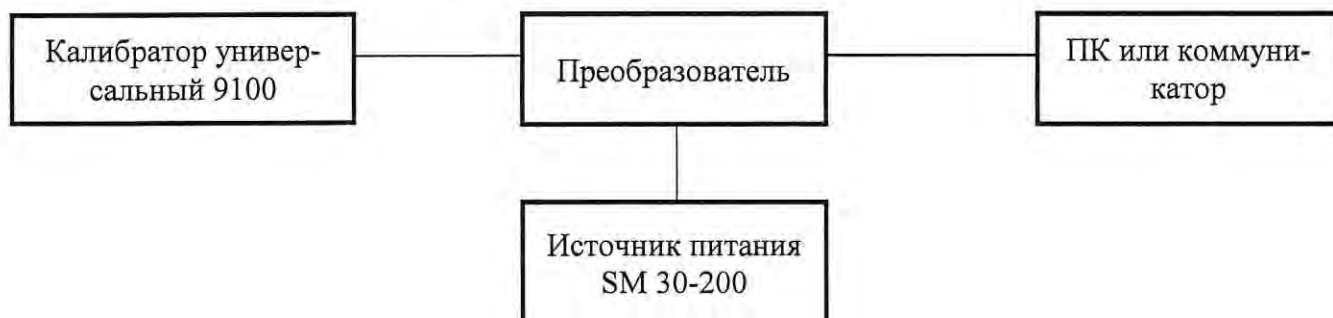 Калибратор универ-
сальный 9100
Преобразователь
ПК или коммуни-
катор
Источник питания
SM 30-200